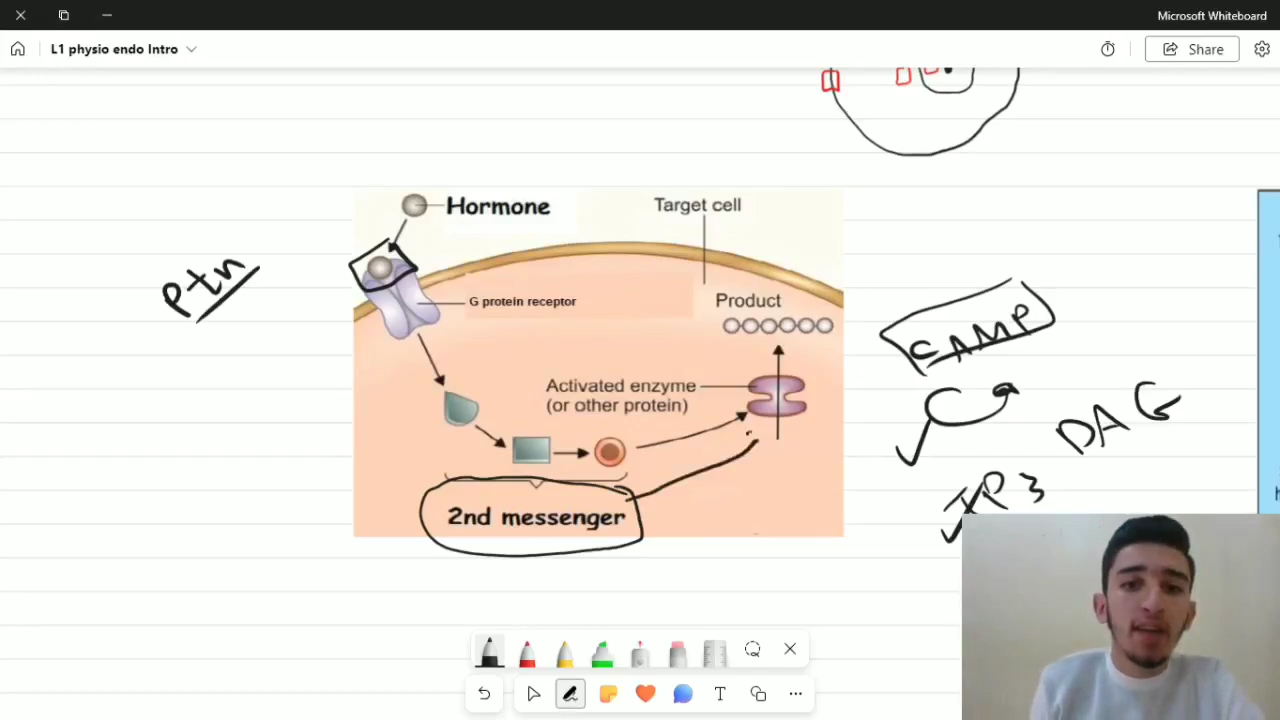 Microsoft Whiteboard
L1 physio endo Intro
Share
Hormone
Target cell
Ptn
G protein receptor
Product
CAMP
Activated enzyme
(or other protein)
DAG
IP3
2nd messenger